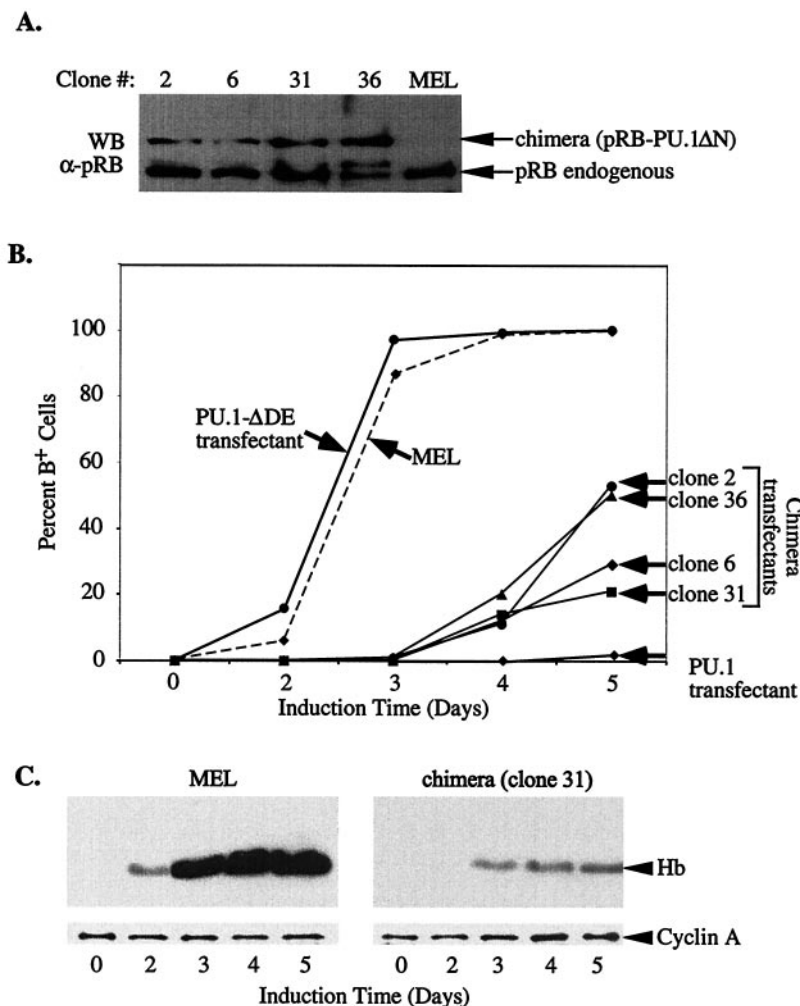 A.
Clone #: 2 6 31 36 MEL
WB
α-pRB
chimera (pRB-PU.1ΔN)
pRB endogenous
B.
Percent B+ Cells
100
80
60
40
20
0
PU.1-ΔDE
transfectant
MEL
clone 2
clone 36
clone 6
clone 31
Chimera
transfectants
PU.1
transfectant
0 2 3 4 5
Induction Time (Days)
C.
MEL
chimera (clone 31)
Hb
Cyclin A
0 2 3 4 5 0 2 3 4 5
Induction Time (Days)